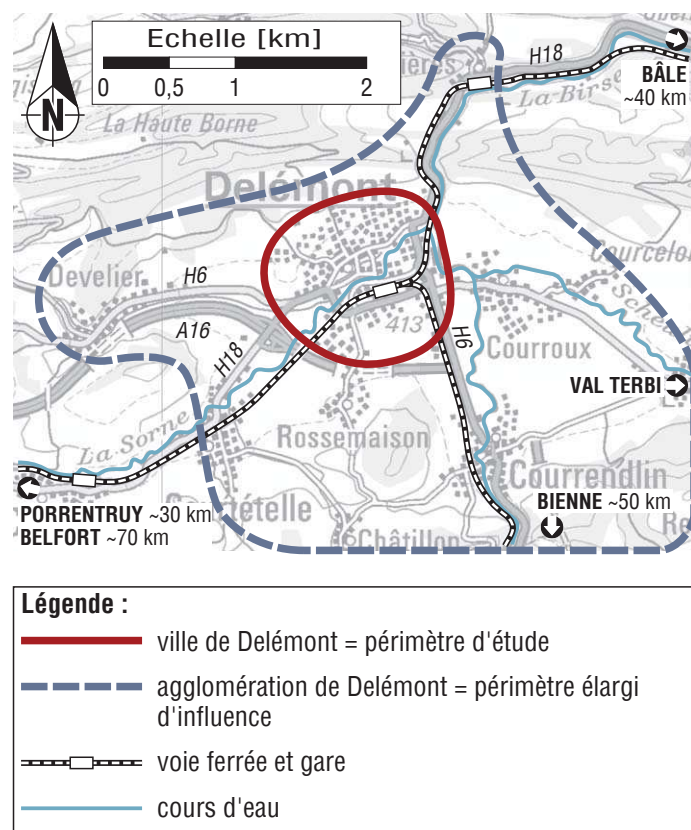 Echelle [km]
0 0,5 1 2
N
La Haute Borne
H18
La Birse
BÂLE
~40 km
Delémont
Develier
H6
A16
H18
413
H6
Courroux
VAL TERBI
La Sorne
Rossemaison
Courrendlin
BIENNE ~50 km
PORRENTRUY ~30 km
BELFORT ~70 km
Châtillon
Légende :
ville de Delémont = périmètre d'étude
agglomération de Delémont = périmètre élargi
d'influence
voie ferrée et gare
cours d'eau